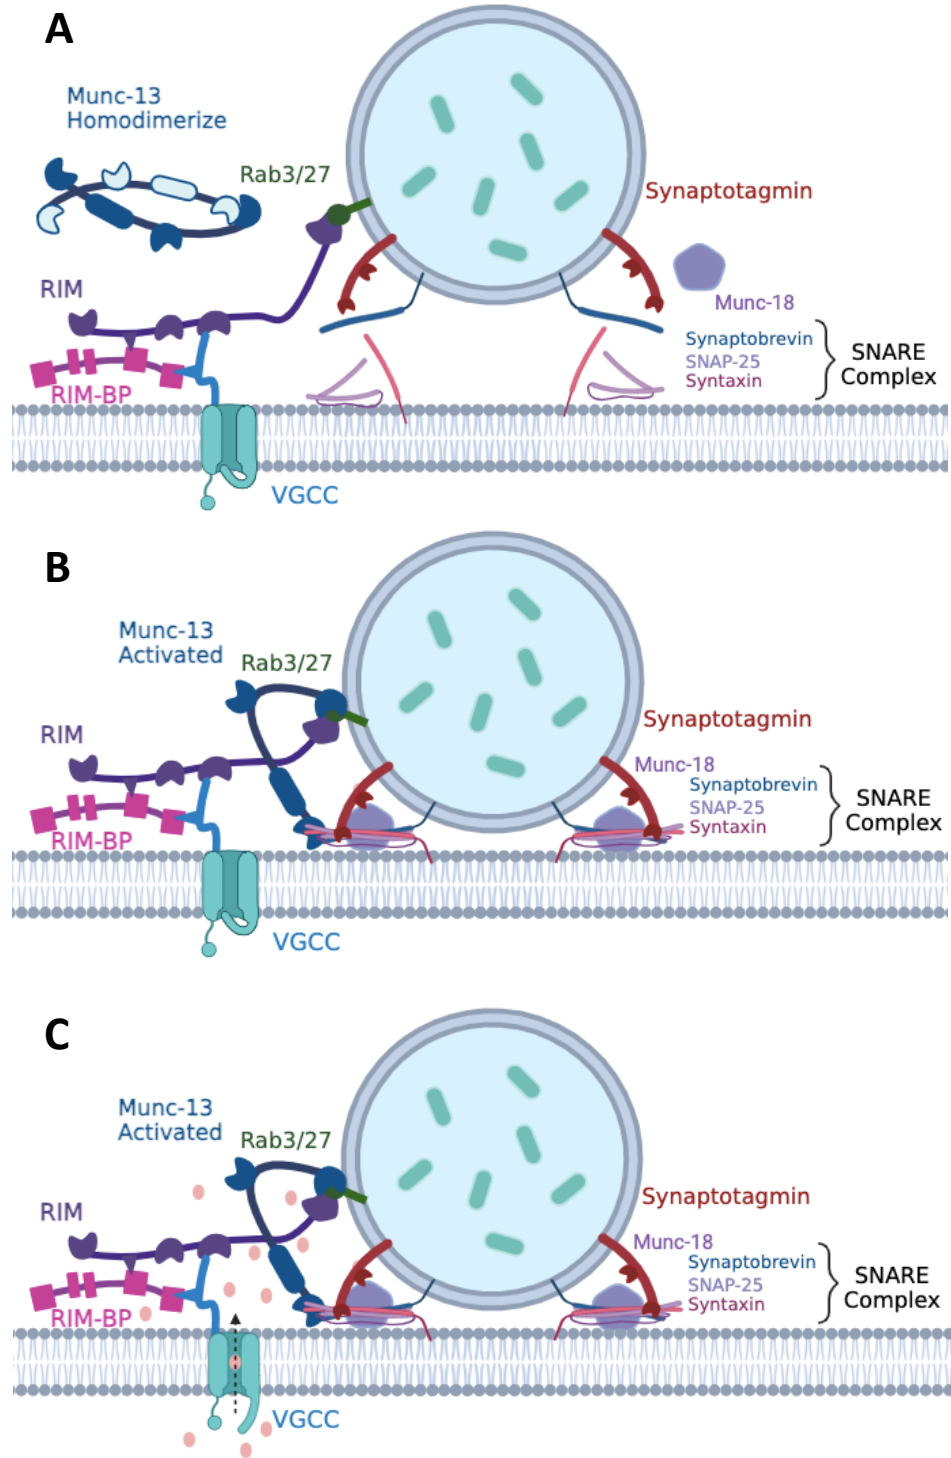 A
Munc-13
Homodimerize
Rab3/27
Synaptotagmin
RIM
Munc-18
Synaptobrevin
SNAP-25
Syntaxin
SNARE
Complex
RIM-BP
VGCC
B
Munc-13
Activated
Rab3/27
Synaptotagmin
RIM
Munc-18
Synaptobrevin
SNAP-25
Syntaxin
SNARE
Complex
RIM-BP
VGCC
C
Munc-13
Activated
Rab3/27
Synaptotagmin
RIM
Munc-18
Synaptobrevin
SNAP-25
Syntaxin
SNARE
Complex
RIM-BP
VGCC